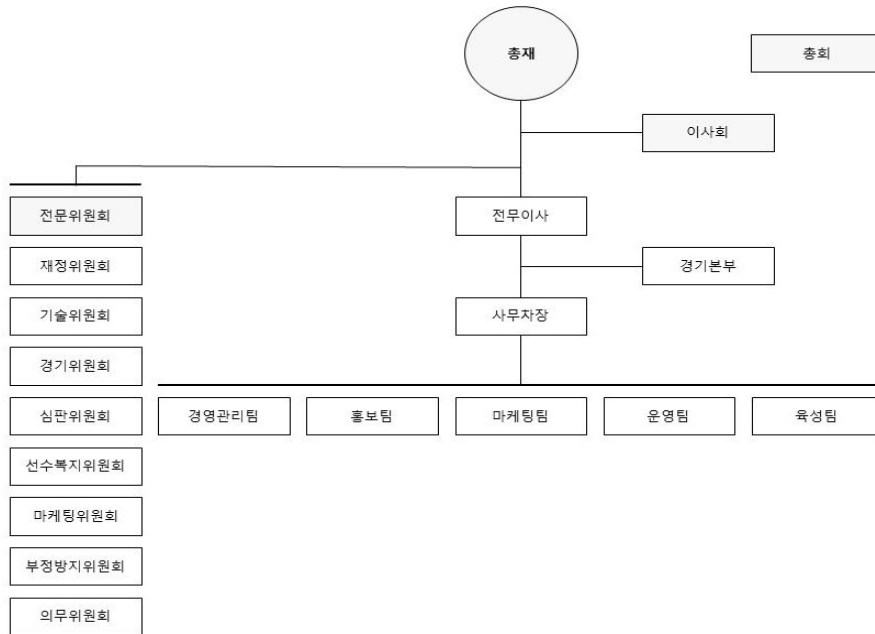 총재
총회
이사회
전문위원회
전무이사
재정위원회
경기본부
기술위원회
사무차장
경기위원회
심판위원회
경영관리팀
홍보팀
마케팅팀
운영팀
육성팀
선수복지위원회
마케팅위원회
부정방지위원회
의무위원회